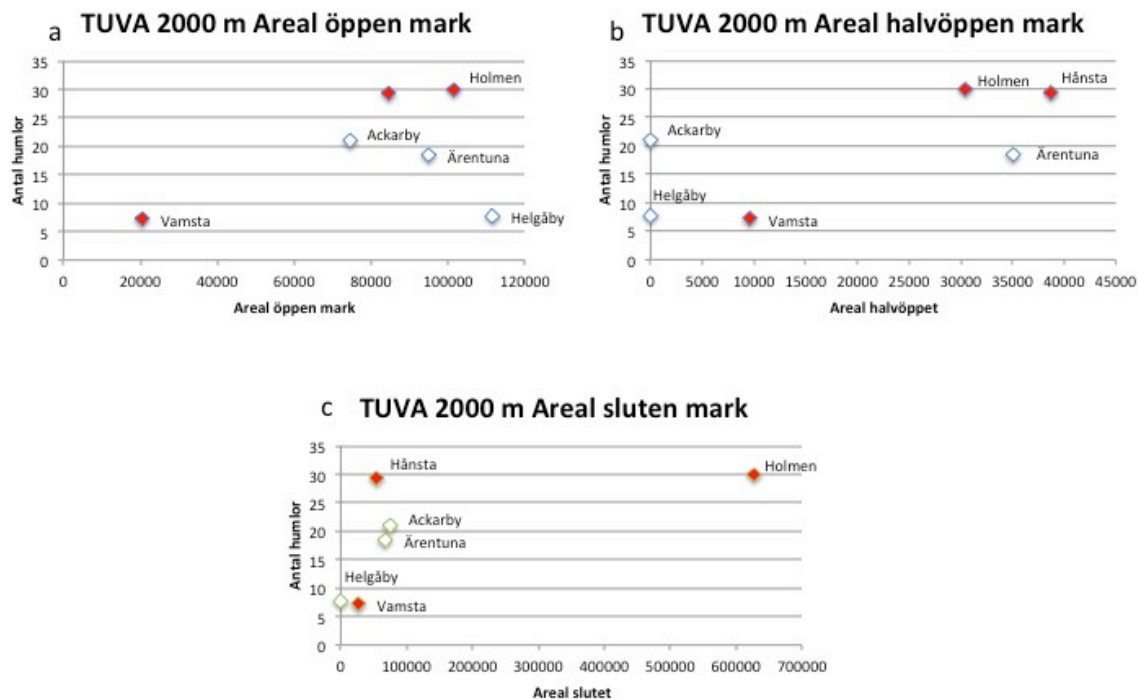 a TUVA 2000 m Areal öppen mark
35
30
25
20
15
10
5
0
Antal humlor
Holmen
Ackarby
Ärentuna
Vamsta
Helgåby
0 20000 40000 60000 80000 100000 120000
Areal öppen mark
b TUVA 2000 m Areal halvöppen mark
35
30
25
20
15
10
5
0
Antal humlor
Holmen
Hånsta
Ackarby
Ärentuna
Helgåby
Vamsta
0 5000 10000 15000 20000 25000 30000 35000 40000 45000
Areal halvöppet
c TUVA 2000 m Areal sluten mark
35
30
25
20
15
10
5
0
Antal humlor
Hånsta
Holmen
Ackarby
Ärentuna
Helgåby
Vamsta
0 100000 200000 300000 400000 500000 600000 700000
Areal slutet